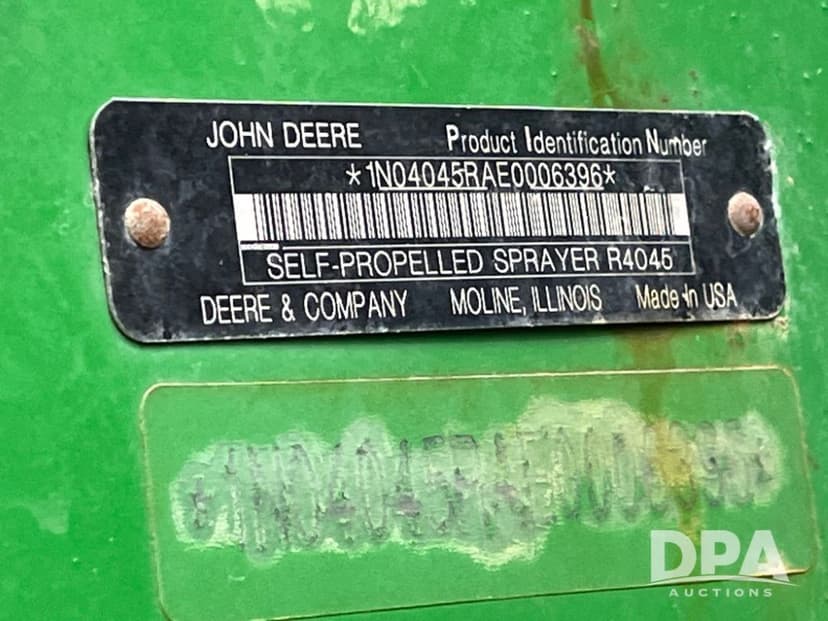 JOHN DEERE Product Identification Number
*1N04045RAE0006396*
SELF-PROPELLED SPRAYER R4045
DEERE & COMPANY MOLINE, ILLINOIS Made in USA
DPA
AUCTIONS